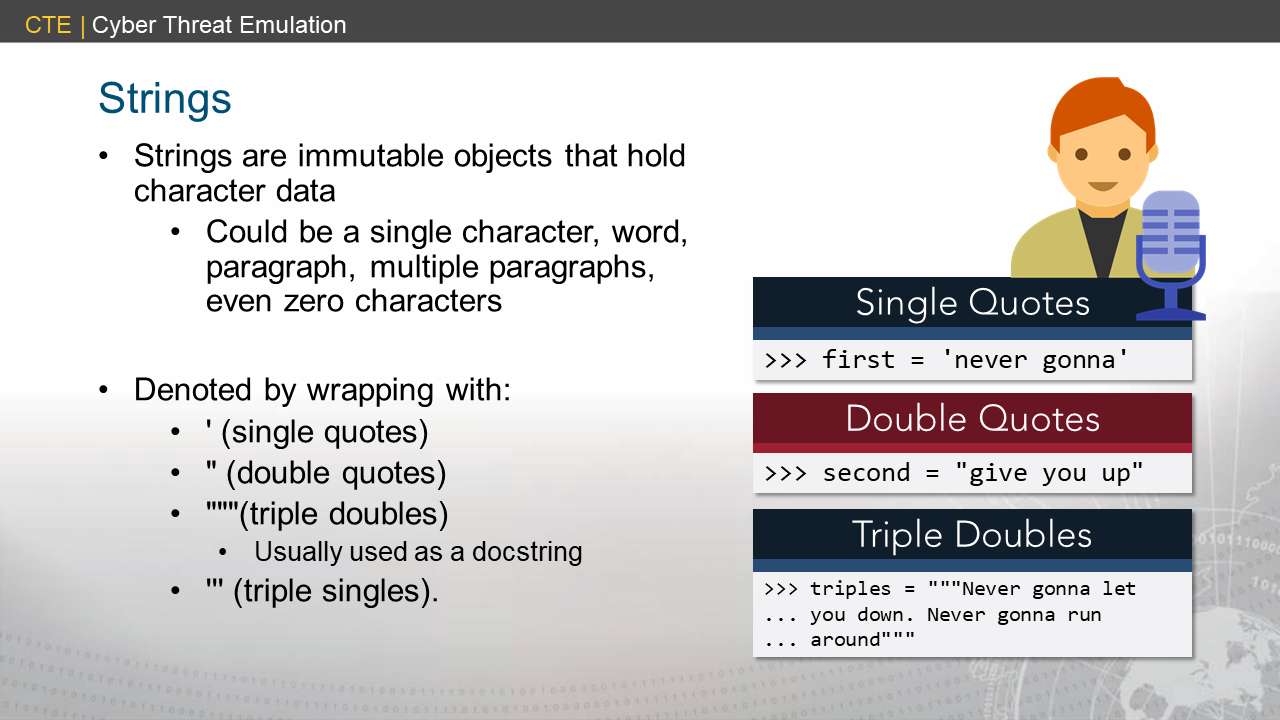 CTE | Cyber Threat Emulation
Strings
• Strings are immutable objects that hold
character data
• Could be a single character, word,
paragraph, multiple paragraphs,
even zero characters
• Denoted by wrapping with:
• ' (single quotes)
• " (double quotes)
• """(triple doubles)
• Usually used as a docstring
• ''' (triple singles).
Single Quotes
>>> first = 'never gonna'
Double Quotes
>>> second = "give you up"
Triple Doubles
>>> triples = """Never gonna let
... you down. Never gonna run
... around"""